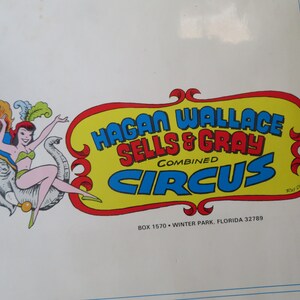 HAGAN WALLACE
SELLS & GRAY
COMBINED
CIRCUS
BOX 1570 • WINTER PARK, FLORIDA 32789